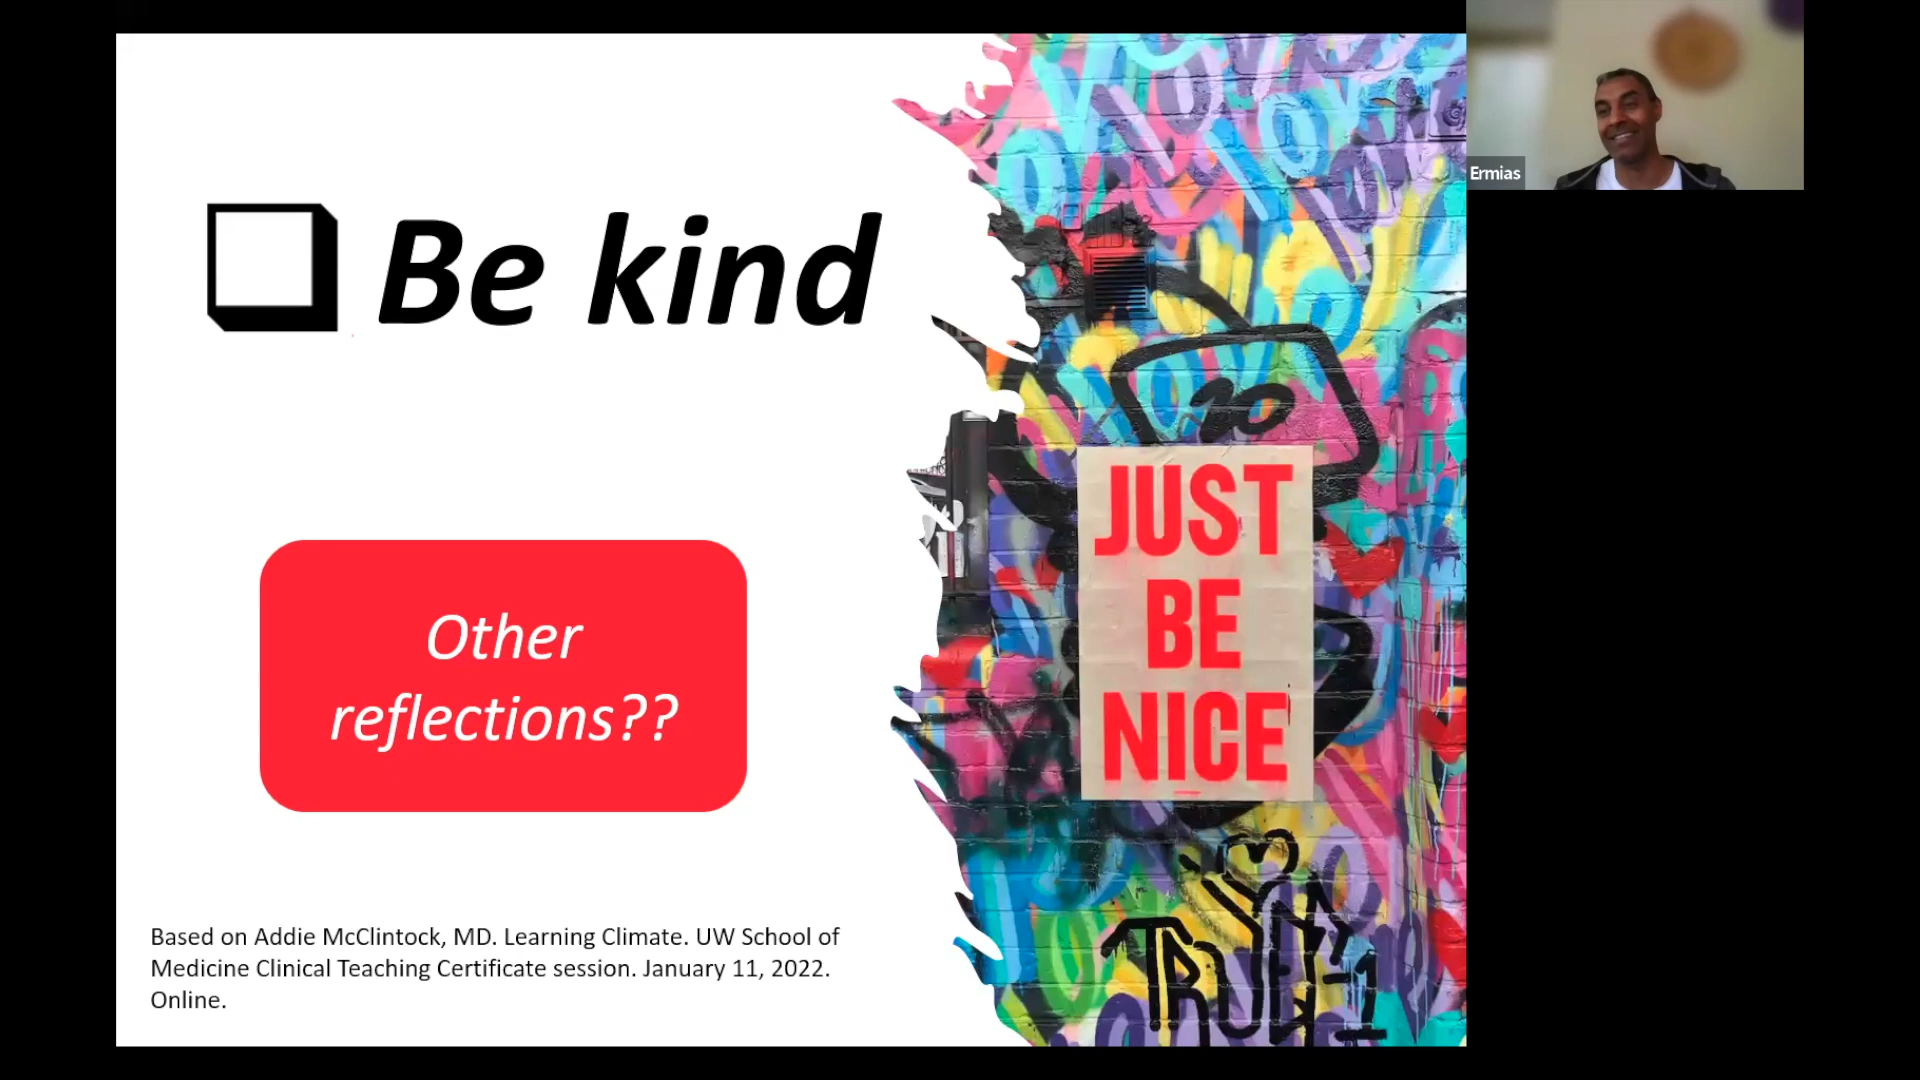 Be kind
Other
reflections??
Based on Addie McClintock, MD. Learning Climate. UW School of
Medicine Clinical Teaching Certificate session. January 11, 2022.
Online.
JUST
BE
NICE
Ermias